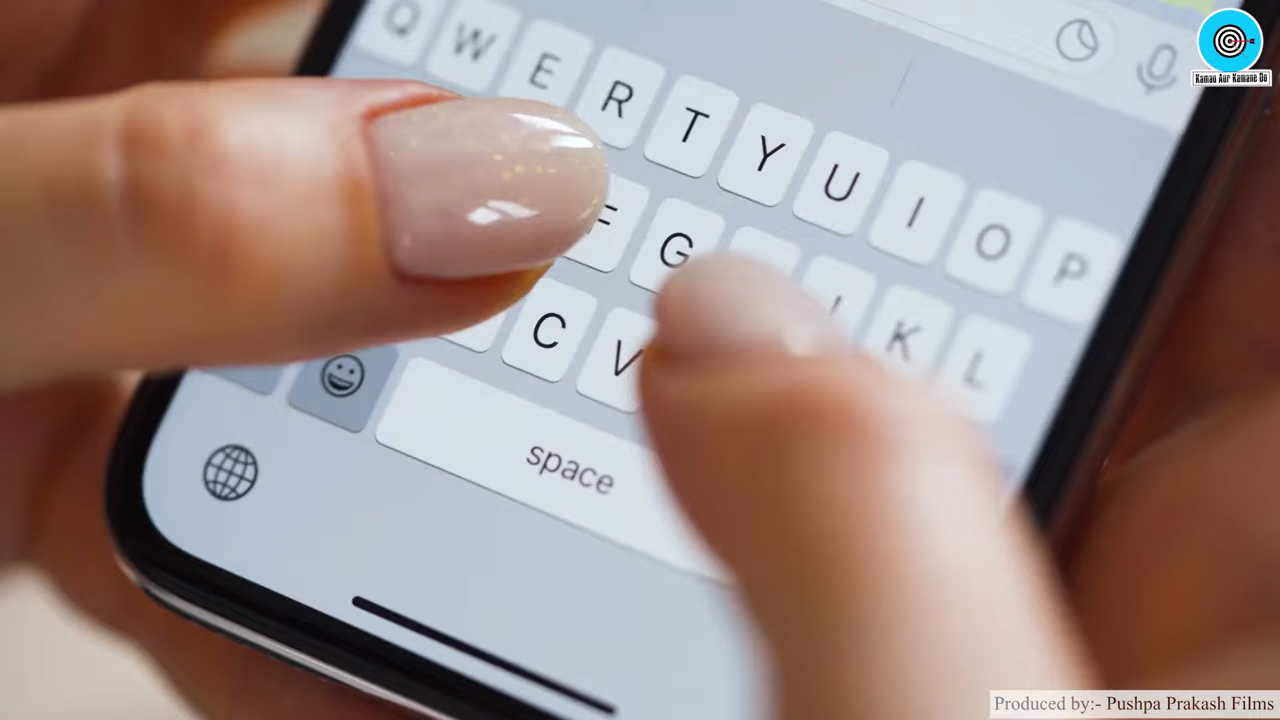 Kamao Aur Kamane Do
Q W E R T Y U I O P
F G K L
C V
space
Produced by:- Pushpa Prakash Films